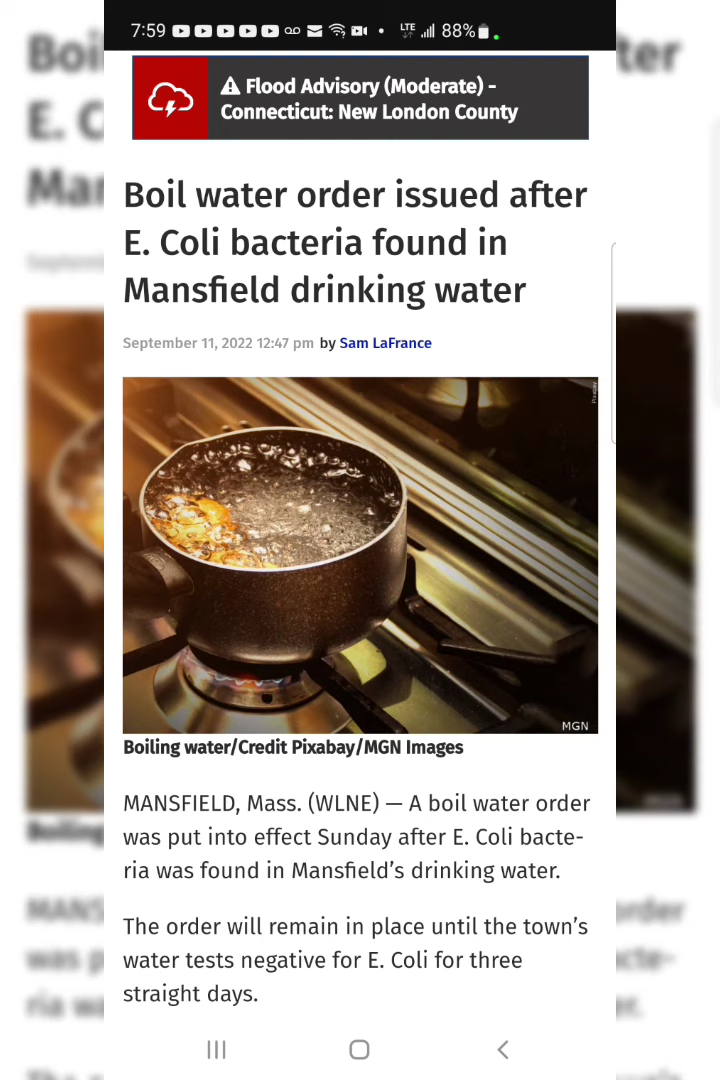 7:59
LTE
88%
Flood Advisory (Moderate) -
Connecticut: New London County
Boil water order issued after
E. Coli bacteria found in
Mansfield drinking water
September 11, 2022 12:47 pm by Sam LaFrance
Pixabay
MGN
Boiling water/Credit Pixabay/MGN Images
MANSFIELD, Mass. (WLNE) — A boil water order
was put into effect Sunday after E. Coli bacte-
ria was found in Mansfield’s drinking water.
The order will remain in place until the town’s
water tests negative for E. Coli for three
straight days.